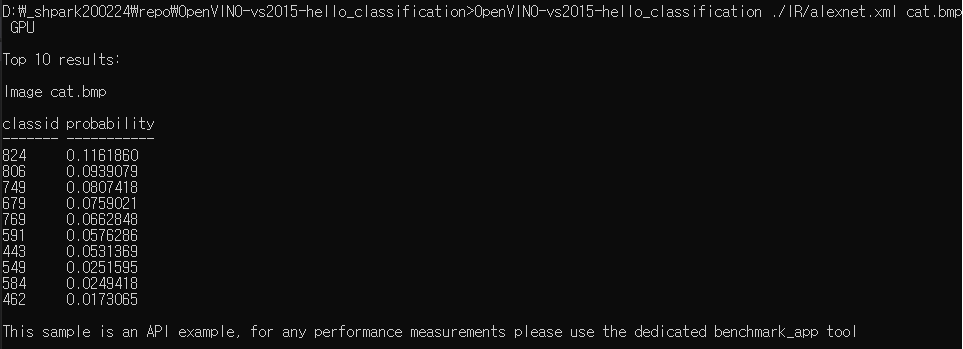 D:₩_shpark200224₩repo₩OpenVINO-vs2015-hello_classification>OpenVINO-vs2015-hello_classification ./IR/alexnet.xml cat.bmp
GPU
Top 10 results:
Image cat.bmp
classid probability
------- -----------
824 0.1161860
806 0.0939079
749 0.0807418
679 0.0759021
769 0.0662848
591 0.0576286
443 0.0531369
549 0.0251595
584 0.0249418
462 0.0173065
This sample is an API example, for any performance measurements please use the dedicated benchmark_app tool